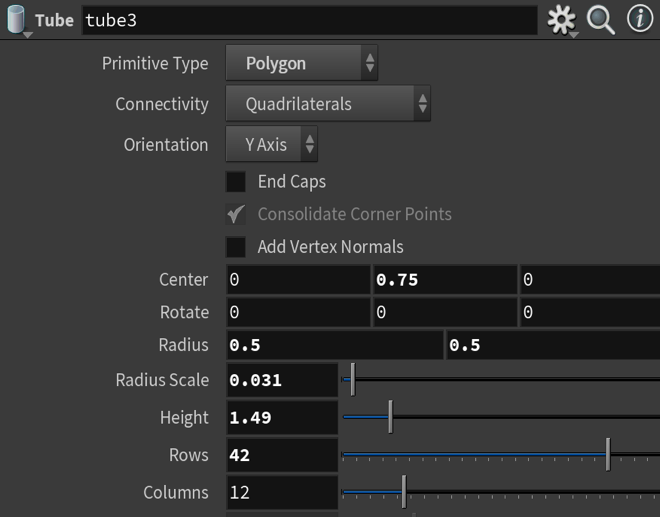 Tube tube3
Primitive Type Polygon
Connectivity Quadrilaterals
Orientation Y Axis
End Caps
Consolidate Corner Points
Add Vertex Normals
Center 0 0.75 0
Rotate 0 0 0
Radius 0.5 0.5
Radius Scale 0.031
Height 1.49
Rows 42
Columns 12